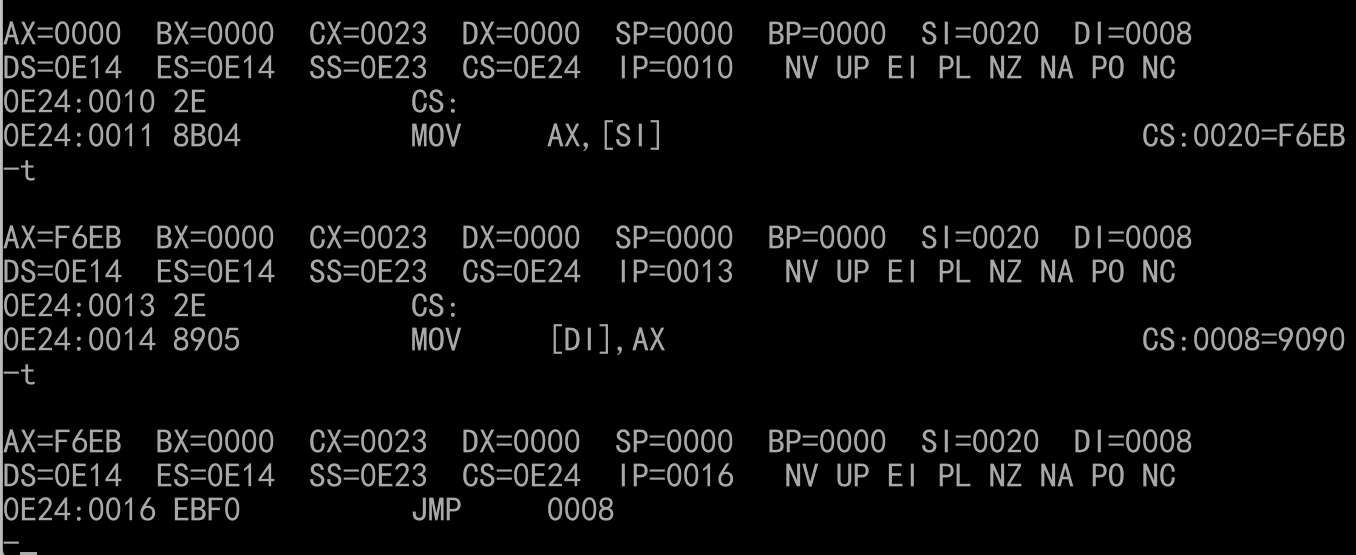 AX=0000  BX=0000  CX=0023  DX=0000  SP=0000  BP=0000  SI=0020  DI=0008
DS=0E14  ES=0E14  SS=0E23  CS=0E24  IP=0010   NV UP EI PL NZ NA PO NC
0E24:0010 2E            CS:
0E24:0011 8B04          MOV     AX,[SI]                            CS:0020=F6EB
-t
AX=F6EB  BX=0000  CX=0023  DX=0000  SP=0000  BP=0000  SI=0020  DI=0008
DS=0E14  ES=0E14  SS=0E23  CS=0E24  IP=0013   NV UP EI PL NZ NA PO NC
0E24:0013 2E            CS:
0E24:0014 8905          MOV     [DI],AX                            CS:0008=9090
-t
AX=F6EB  BX=0000  CX=0023  DX=0000  SP=0000  BP=0000  SI=0020  DI=0008
DS=0E14  ES=0E14  SS=0E23  CS=0E24  IP=0016   NV UP EI PL NZ NA PO NC
0E24:0016 EBF0          JMP     0008
-_